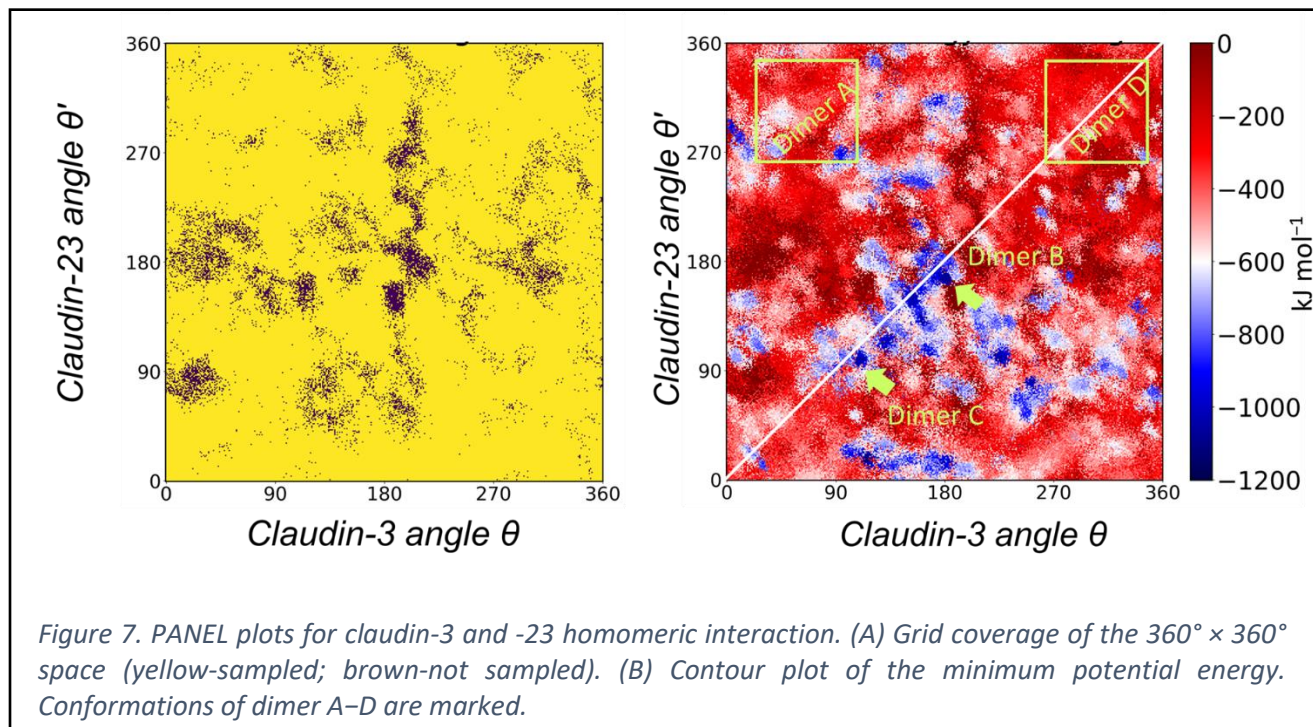 360
270
180
90
0
0
90
180
270
360
Claudin-23 angle θ'
Claudin-3 angle θ
360
270
180
90
0
0
90
180
270
360
Claudin-23 angle θ'
Claudin-3 angle θ
Dimer A
Dimer D
Dimer B
Dimer C
0
−200
−400
−600
−800
−1000
−1200
kJ mol⁻¹
Figure 7. PANEL plots for claudin-3 and -23 homomeric interaction. (A) Grid coverage of the 360° × 360°
space (yellow-sampled; brown-not sampled). (B) Contour plot of the minimum potential energy.
Conformations of dimer A−D are marked.